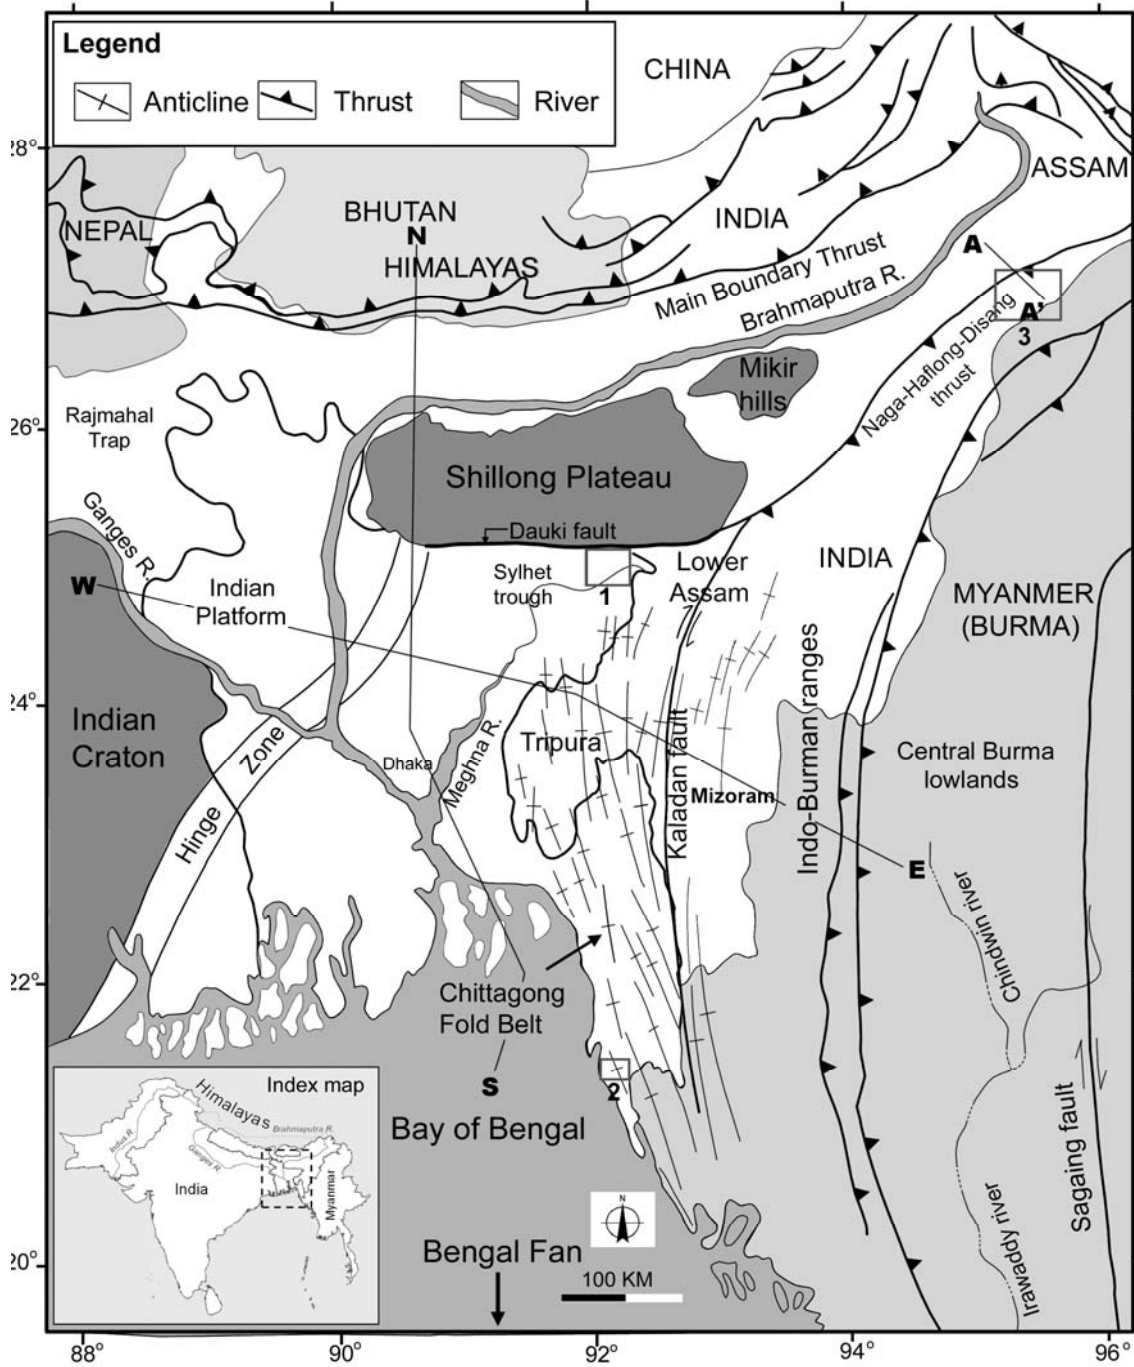 Legend
Anticline
Thrust
River
CHINA
28°
ASSAM
NEPAL
BHUTAN
N
HIMALAYAS
INDIA
A
Main Boundary Thrust
Brahmaputra R.
A'
3
Naga-Haflong-Disang
thrust
Mikir
hills
26°
Rajmahal
Trap
Shillong Plateau
Ganges R.
Dauki fault
W
Indian
Platform
Sylhet
trough
1
Lower
Assam
INDIA
MYANMER
(BURMA)
24°
Indian
Craton
Hinge
Zone
Dhaka
Meghna R.
Tripura
Kaladan fault
Mizoram
Indo-Burman ranges
Central Burma
lowlands
E
Chindwin river
22°
Chittagong
Fold Belt
S
2
Bay of Bengal
Sagaing fault
Irrawaddy river
Index map
Himalayas
Indus R.
Brahmaputra R.
Ganges R.
India
Myanmar
20°
Bengal Fan
N
100 KM
88°
90°
92°
94°
96°